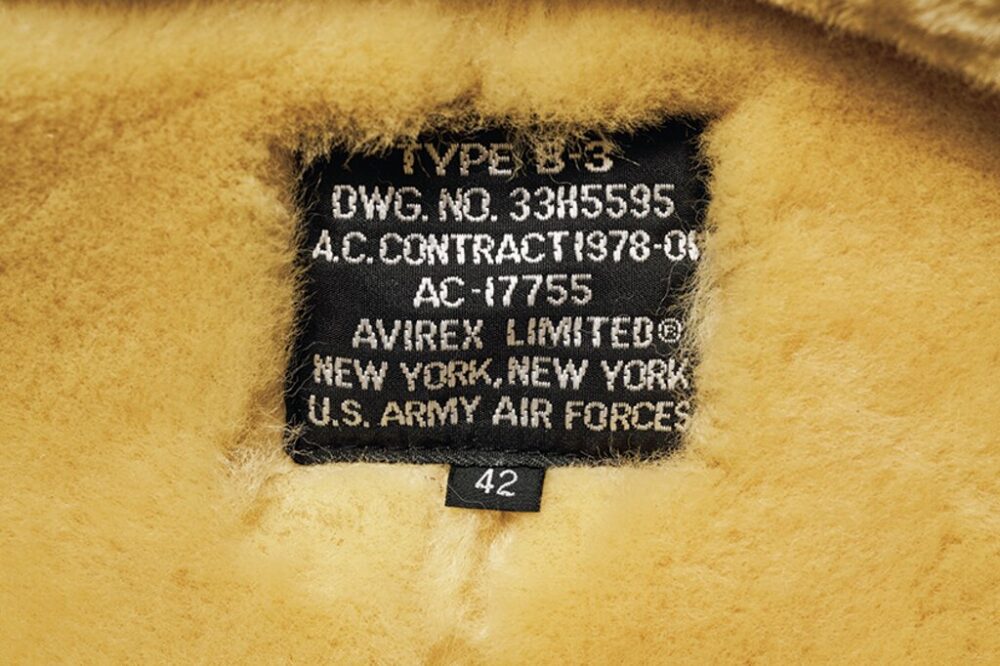 TYPE B-3
DWG. NO. 33H5595
A.C. CONTRACT 1978-01
AC-17755
AVIREX LIMITED®
NEW YORK, NEW YORK
U.S. ARMY AIR FORCES
42